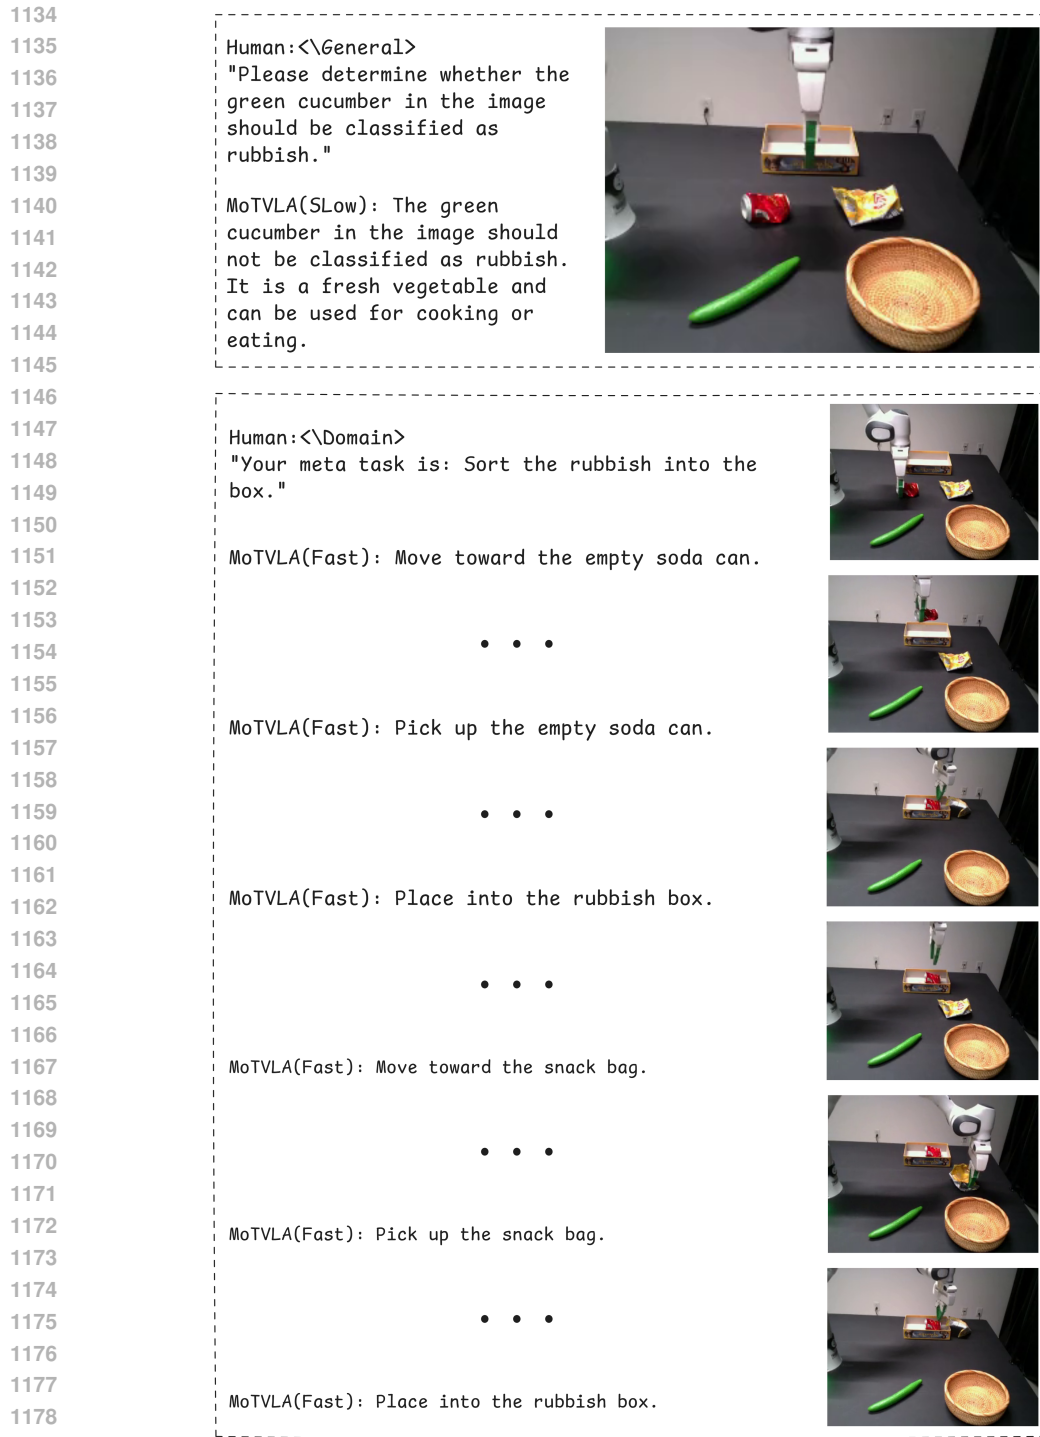 1134
1135
1136
1137
1138
1139
1140
1141
1142
1143
1144
1145
1146
1147
1148
1149
1150
1151
1152
1153
1154
1155
1156
1157
1158
1159
1160
1161
1162
1163
1164
1165
1166
1167
1168
1169
1170
1171
1172
1173
1174
1175
1176
1177
1178
Human:<\General>
"Please determine whether the
green cucumber in the image
should be classified as
rubbish."
MoTVLA(SLow): The green
cucumber in the image should
not be classified as rubbish.
It is a fresh vegetable and
can be used for cooking or
eating.
Human:<\Domain>
"Your meta task is: Sort the rubbish into the
box."
MoTVLA(Fast): Move toward the empty soda can.
• • •
MoTVLA(Fast): Pick up the empty soda can.
• • •
MoTVLA(Fast): Place into the rubbish box.
• • •
MoTVLA(Fast): Move toward the snack bag.
• • •
MoTVLA(Fast): Pick up the snack bag.
• • •
MoTVLA(Fast): Place into the rubbish box.